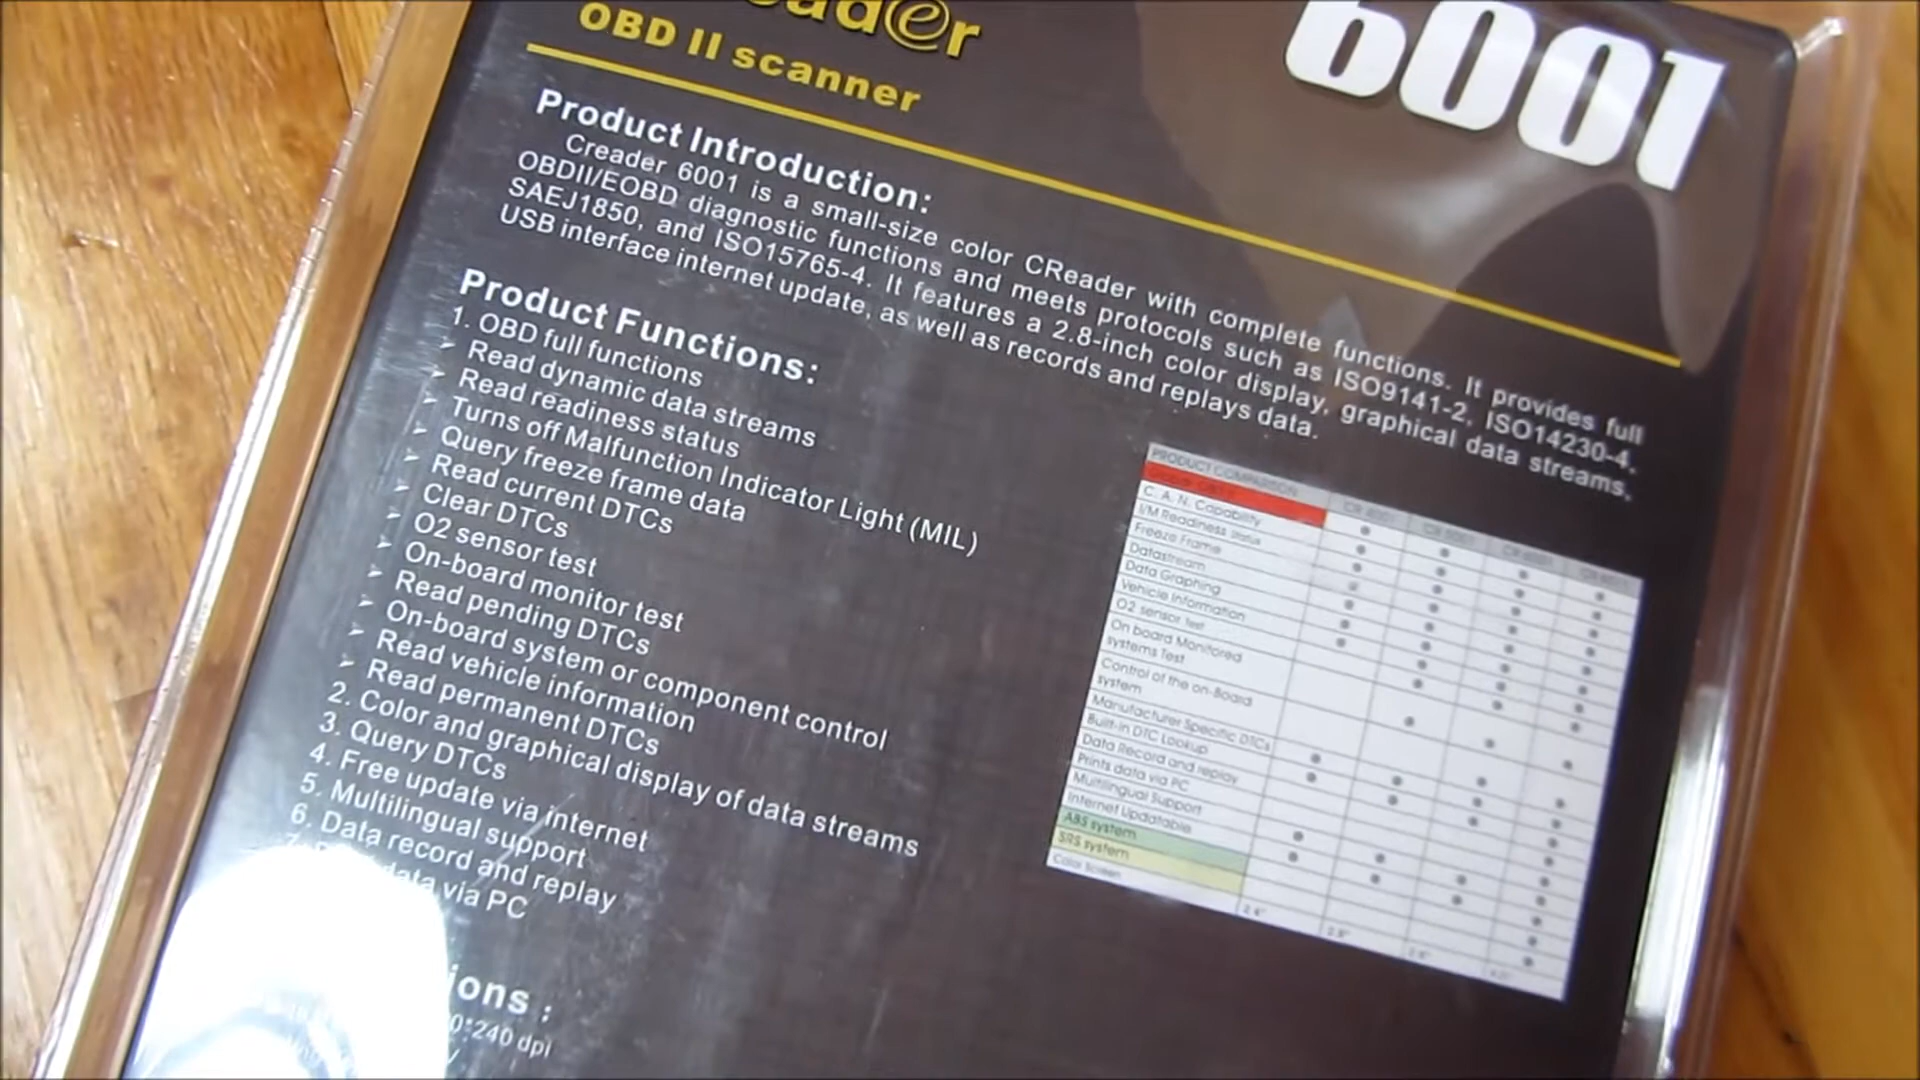 6001
OBD II scanner
Product Introduction:
Creader 6001 is a small-size color CReader with complete functions. It provides full
OBDII/EOBD diagnostic functions and meets protocols such as ISO9141-2, ISO14230-4,
SAEJ1850, and ISO15765-4. It features a 2.8-inch color display, graphical data streams,
USB interface internet update, as well as records and replays data.
Product Functions:
1. OBD full functions
➢ Read dynamic data streams
➢ Read readiness status
➢ Turns off Malfunction Indicator Light (MIL)
➢ Query freeze frame data
➢ Read current DTCs
➢ Clear DTCs
➢ O2 sensor test
➢ On-board monitor test
➢ Read pending DTCs
➢ On-board system or component control
➢ Read vehicle information
➢ Read permanent DTCs
2. Color and graphical display of data streams
3. Query DTCs
4. Free update via internet
5. Multilingual support
6. Data record and replay
data via PC
240 dpi
PRODUCT COMPARISON
C. A. N. Capability
I/M Readiness status
Freeze Frame
Datastream
Data Graphing
Vehicle Information
O2 sensor Test
On board Monitored
systems Test
Control of the on-Board
system
Manufacturer Specific DTCs
Built-in DTC Lookup
Data Record and replay
Prints data via PC
Multilingual Support
Internet Updatable
ABS system
SRS system
Color Screen